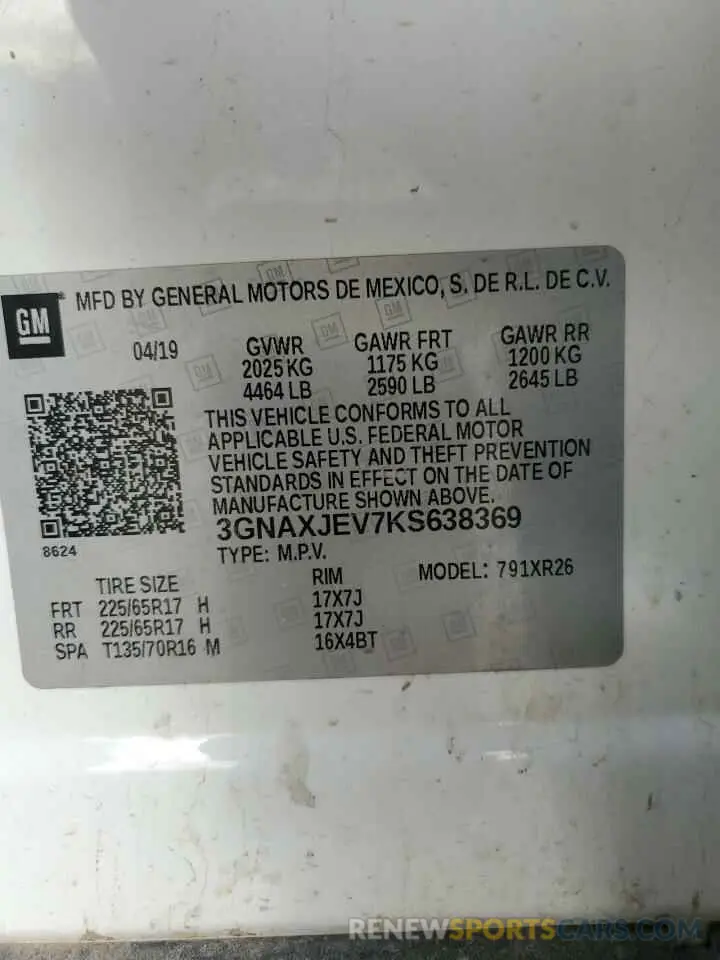 GM
MFD BY GENERAL MOTORS DE MEXICO, S. DE R.L. DE C.V.
04/19
GVWR GAWR FRT GAWR RR
2025 KG 1175 KG 1200 KG
4464 LB 2590 LB 2645 LB
THIS VEHICLE CONFORMS TO ALL
APPLICABLE U.S. FEDERAL MOTOR
VEHICLE SAFETY AND THEFT PREVENTION
STANDARDS IN EFFECT ON THE DATE OF
MANUFACTURE SHOWN ABOVE.
3GNAXJEV7KS638369
8624
TYPE: M.P.V. MODEL: 791XR26
TIRE SIZE RIM
FRT 225/65R17 H 17X7J
RR 225/65R17 H 17X7J
SPA T135/70R16 M 16X4BT
RENEWSPORTSCARS.COM